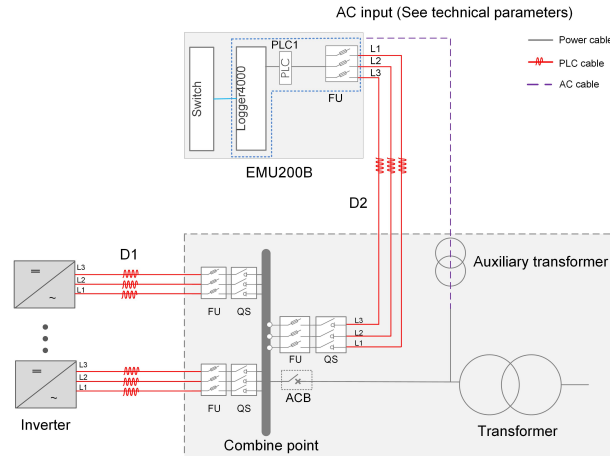 AC input (See technical parameters)
Power cable
PLC cable
AC cable
PLC1
PLC
L1
L2
L3
FU
Switch
Logger4000
EMU200B
D2
D1
L3
L2
L1
FU
QS
Auxiliary transformer
L3
L2
L1
FU
QS
L3
L2
L1
FU
QS
ACB
Inverter
Combine point
Transformer